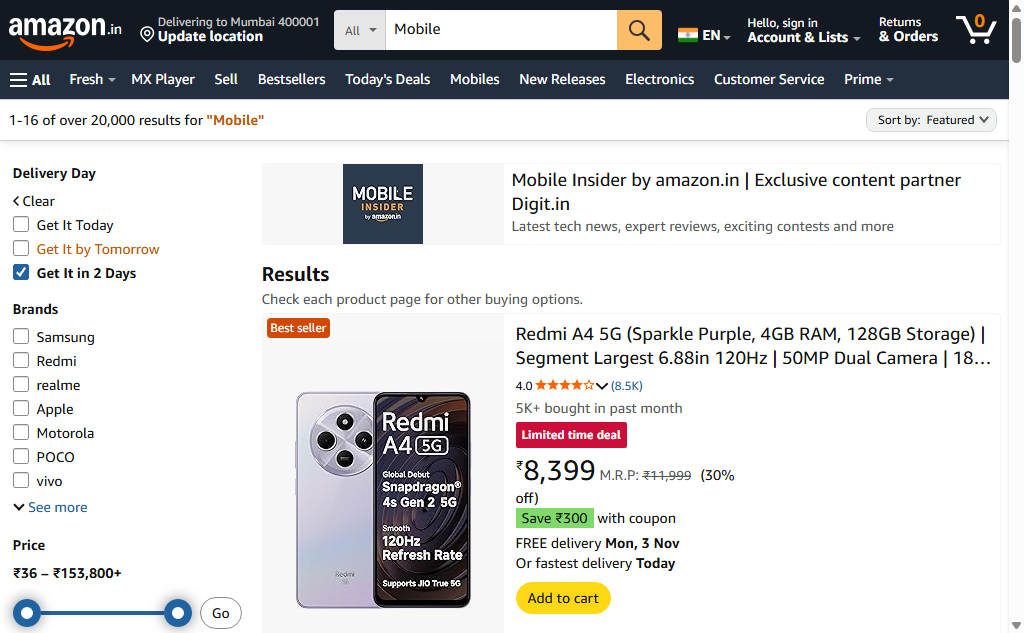 amazon.in
Delivering to Mumbai 400001
Update location
All
Mobile
EN
Hello, sign in
Account & Lists
Returns
& Orders
0
All
Fresh
MX Player
Sell
Bestsellers
Today's Deals
Mobiles
New Releases
Electronics
Customer Service
Prime
1-16 of over 20,000 results for "Mobile"
Sort by: Featured
Delivery Day
Clear
Get It Today
Get It by Tomorrow
Get It in 2 Days
Brands
Samsung
Redmi
realme
Apple
Motorola
POCO
vivo
See more
Price
₹36 – ₹153,800+
Go
MOBILE
INSIDER
by amazon.in
Mobile Insider by amazon.in | Exclusive content partner
Digit.in
Latest tech news, expert reviews, exciting contests and more
Results
Check each product page for other buying options.
Best seller
Redmi
A4 5G
Global Debut
Snapdragon®
4s Gen 2 5G
Smooth
120Hz
Refresh Rate
Supports JIO True 5G
Redmi
Redmi A4 5G (Sparkle Purple, 4GB RAM, 128GB Storage) |
Segment Largest 6.88in 120Hz | 50MP Dual Camera | 18…
4.0 (8.5K)
5K+ bought in past month
Limited time deal
₹8,399 M.R.P: ₹11,999 (30%
off)
Save ₹300 with coupon
FREE delivery Mon, 3 Nov
Or fastest delivery Today
Add to cart